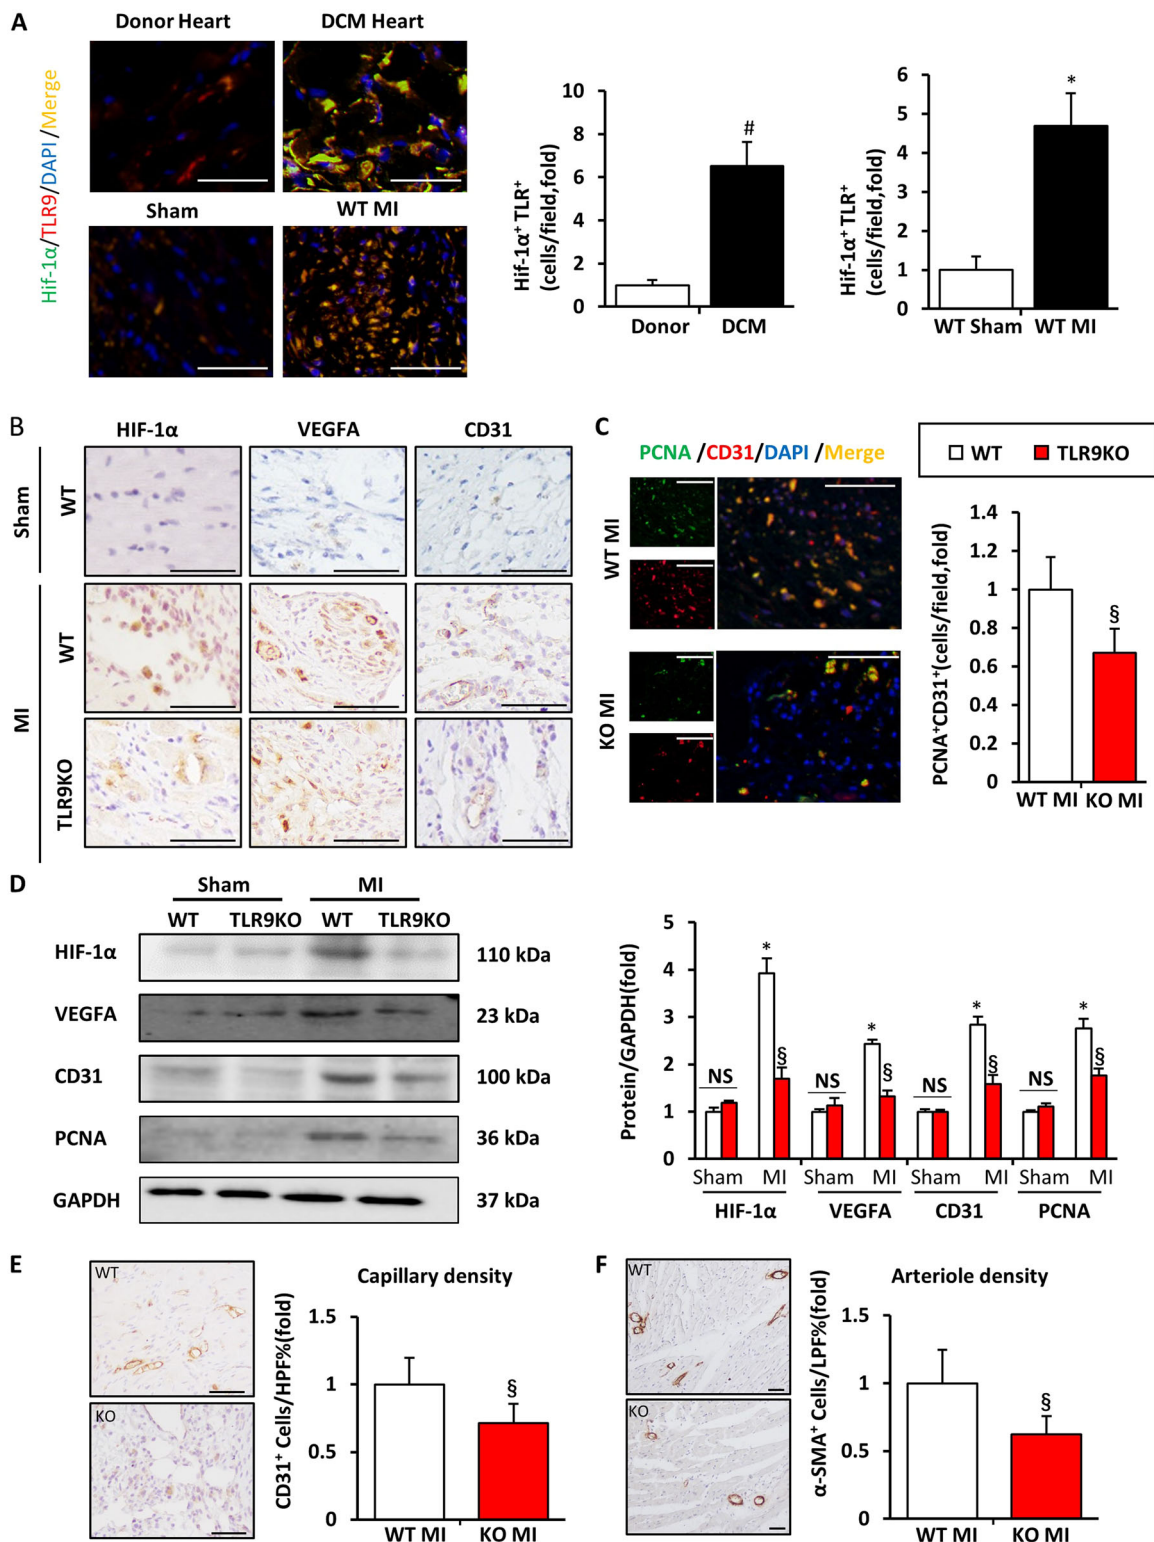 A
Donor Heart DCM Heart
Hif-1α/TLR9/DAPI/Merge
Sham WT MI
Hif-1α⁺ TLR⁺
(cells/field,fold)
10
8
6
4
2
0
#
Donor DCM
Hif-1α⁺ TLR⁺
(cells/field,fold)
6
5
4
3
2
1
0
*
WT Sham WT MI
B
HIF-1α VEGFA CD31
Sham
WT
MI
WT
TLR9KO
C
PCNA /CD31/DAPI /Merge
WT MI
KO MI
WT TLR9KO
PCNA⁺CD31⁺(cells/field,fold)
1.4
1.2
1
0.8
0.6
0.4
0.2
0
§
WT MI KO MI
D
Sham MI
WT TLR9KO WT TLR9KO
HIF-1α 110 kDa
VEGFA 23 kDa
CD31 100 kDa
PCNA 36 kDa
GAPDH 37 kDa
Protein/GAPDH(fold)
5
4
3
2
1
0
NS * § NS * § NS * § NS * §
Sham MI Sham MI Sham MI Sham MI
HIF-1α VEGFA CD31 PCNA
E
WT
KO
Capillary density
CD31⁺ Cells/HPF%(fold)
1.5
1
0.5
0
§
WT MI KO MI
F
WT
KO
Arteriole density
α-SMA⁺ Cells/LPF%(fold)
1.5
1
0.5
0
§
WT MI KO MI